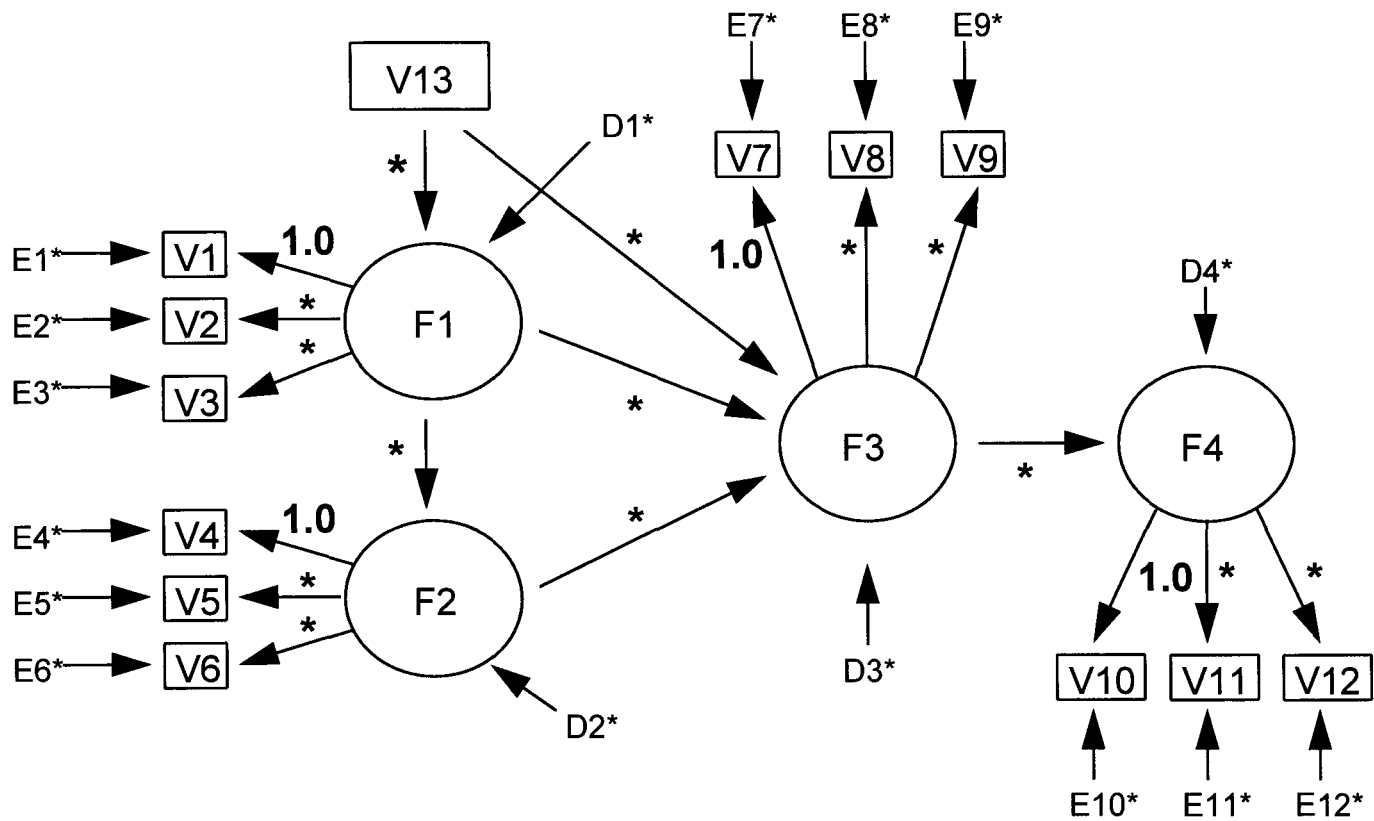 E7* E8* E9*
V13
D1*
V7 V8 V9
*
*
1.0 * *
E1* V1 1.0
E2* V2 *
F1
E3* V3 *
D4*
*
*
F3
*
F4
*
E4* V4 1.0
E5* V5 *
F2
E6* V6 *
1.0 * *
D3*
V10 V11 V12
D2*
E10* E11* E12*